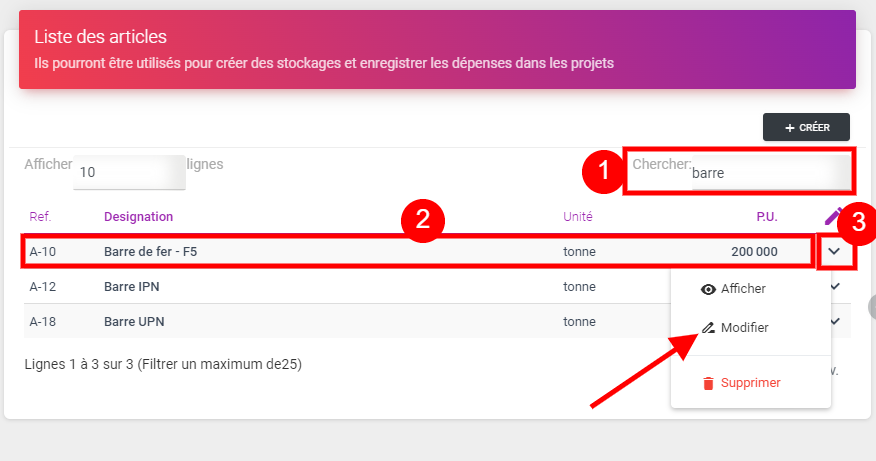 Liste des articles
Ils pourront être utilisés pour créer des stockages et enregistrer les dépenses dans les projets
+ CRÉER
Afficher 10 lignes
1 Chercher: barre
2
Ref. Designation Unité P.U.
3
A-10 Barre de fer - F5 tonne 200 000
A-12 Barre IPN tonne
Afficher
A-18 Barre UPN tonne
Modifier
Lignes 1 à 3 sur 3 (Filtrer un maximum de25)
Supprimer